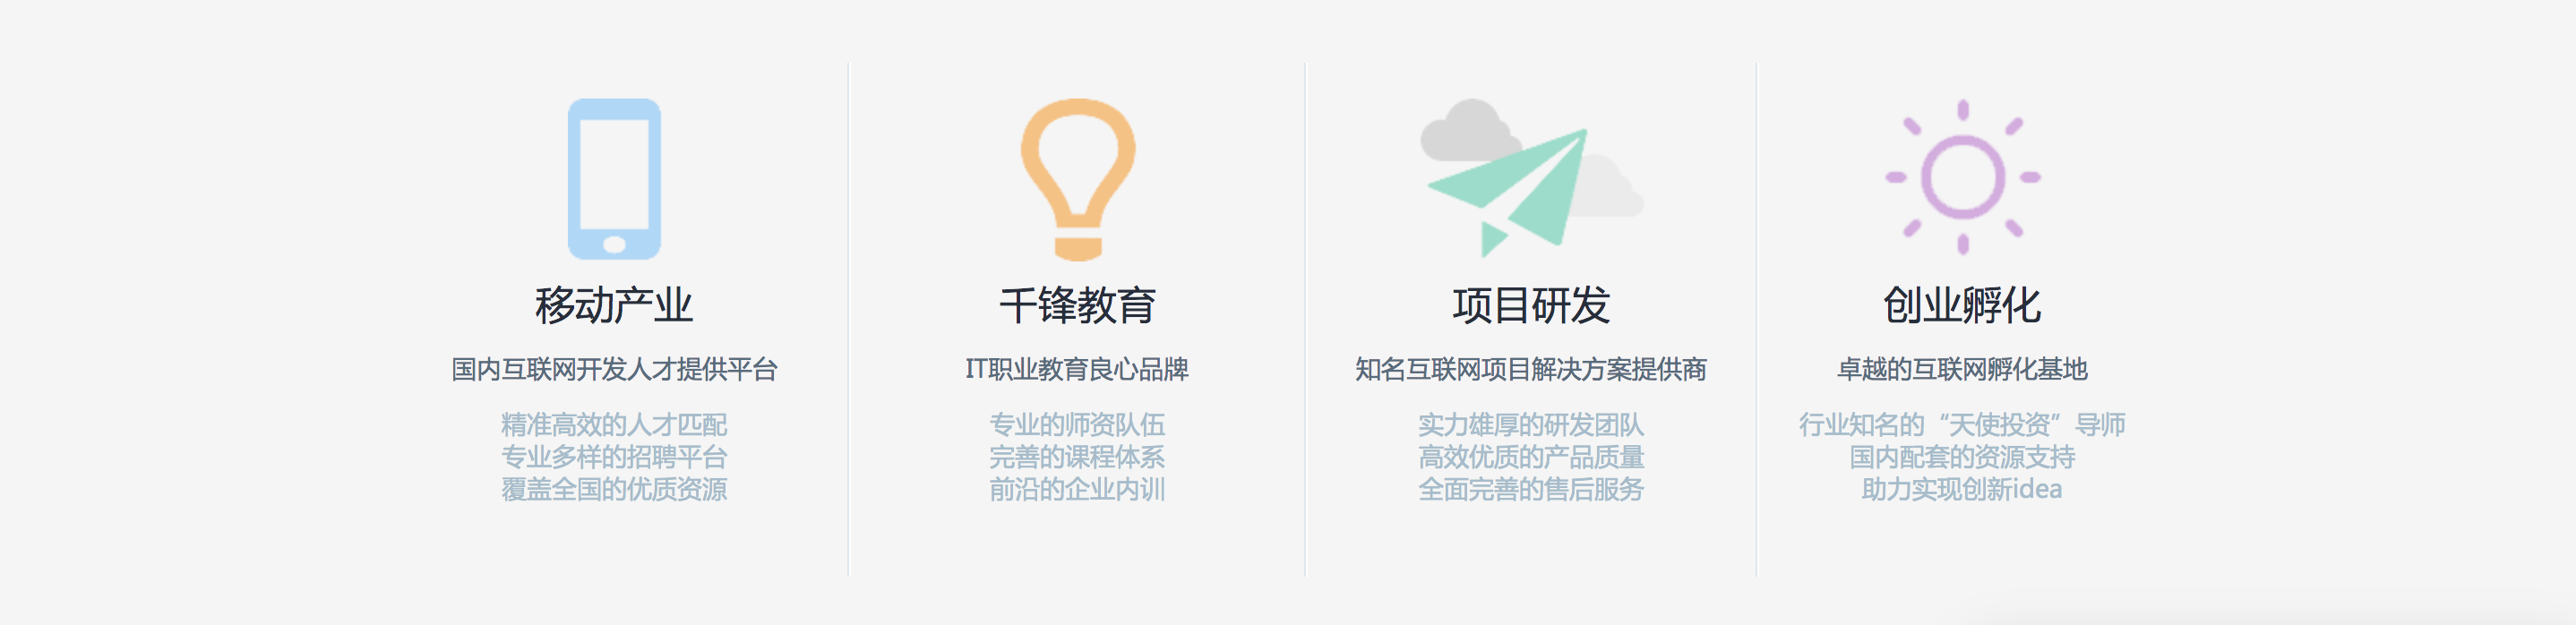 移动产业
国内互联网开发人才提供平台
精准高效的人才匹配
专业多样的招聘平台
覆盖全国的优质资源
千锋教育
IT职业教育良心品牌
专业的师资队伍
完善的课程体系
前沿的企业内训
项目研发
知名互联网项目解决方案提供商
实力雄厚的研发团队
高效优质的产品质量
全面完善的售后服务
创业孵化
卓越的互联网孵化基地
行业知名的“天使投资”导师
国内配套的资源支持
助力实现创新idea